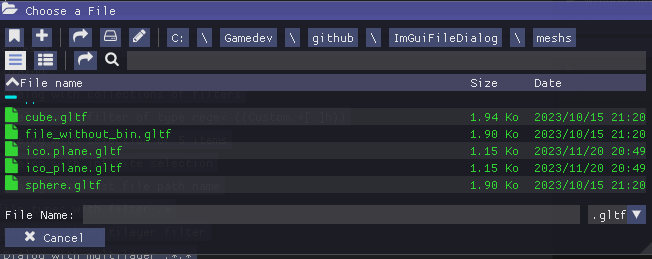 Choose a File
C: \ Gamedev \ github \ ImGuiFileDialog \ meshs
File name Size Date
..
cube.gltf 1.94 Ko 2023/10/15 21:20
file_without_bin.gltf 1.90 Ko 2023/10/15 21:20
ico.plane.gltf 1.15 Ko 2023/11/20 20:49
ico_plane.gltf 1.15 Ko 2023/11/20 20:49
sphere.gltf 1.90 Ko 2023/10/15 21:20
File Name: .gltf
Cancel